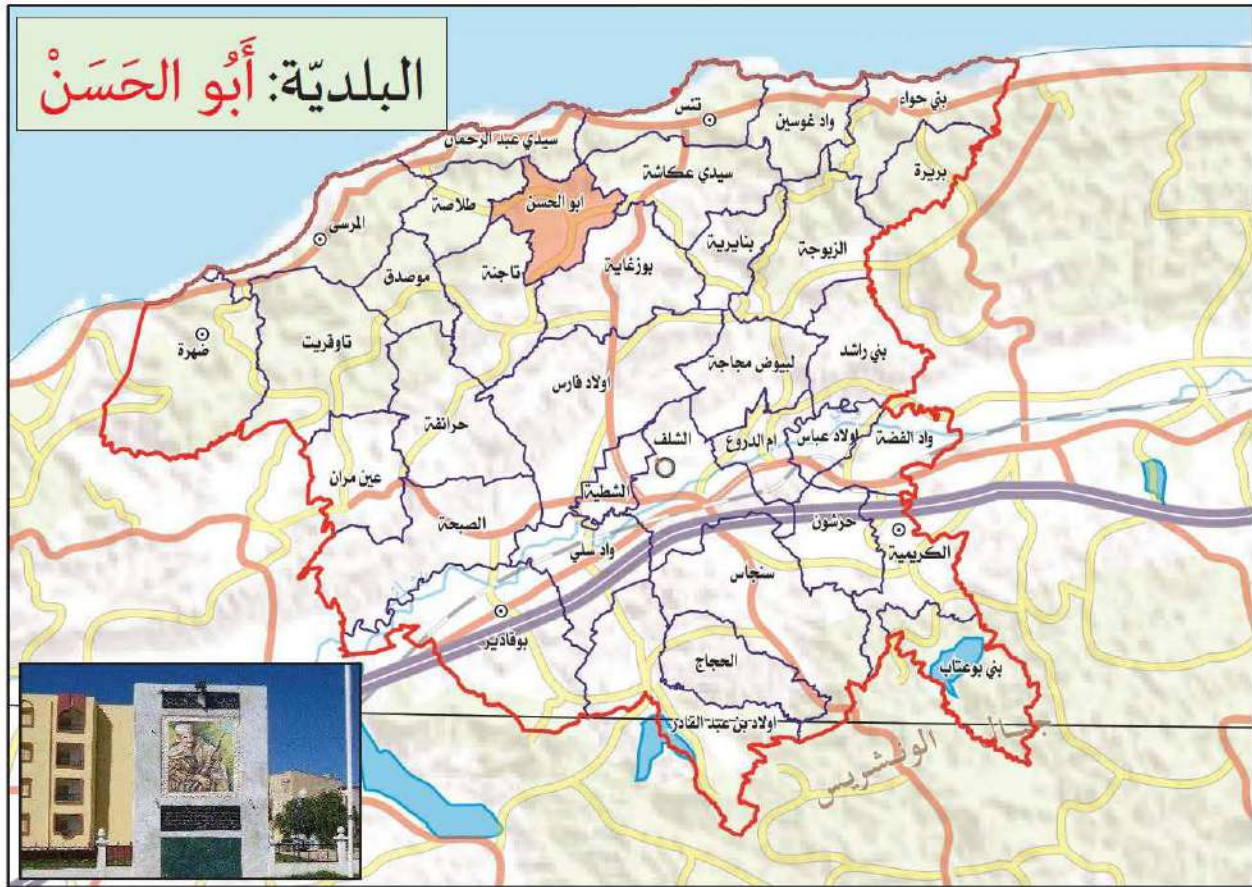 البلديّة: أَبُو الحَسَنْ
بني حواء
تنس
واد غوسين
سيدي عبد الرحمان
بريرة
سيدي عكاشة
أبو الحسن
طلاصة
المرسى
بنايرية
الزبوجة
بوزغاية
تاجنة
موصدق
ضهرة
تاوقريت
بني راشد
لبيوض مجاجة
اولاد فارس
حرانفة
الشلف
ام الدروع
اولاد عباس
واد الفضة
عين مران
الشطية
الصبحة
حرشون
الكريمية
واد سلي
سنجاس
بوقادير
الحجاج
بني بوعتاب
اولاد بن عبد القادر
جبال الونشريس